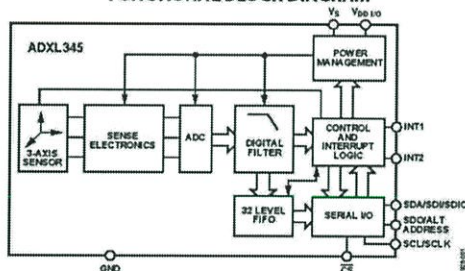 VS VDD I/O
ADXL345
POWER
MANAGEMENT
3-AXIS
SENSOR
SENSE
ELECTRONICS
ADC
DIGITAL
FILTER
CONTROL
AND
INTERRUPT
LOGIC
INT1
INT2
32 LEVEL
FIFO
SERIAL I/O
SDA/SDI/SDIO
SDO/ALT
ADDRESS
SCL/SCLK
GND
CS